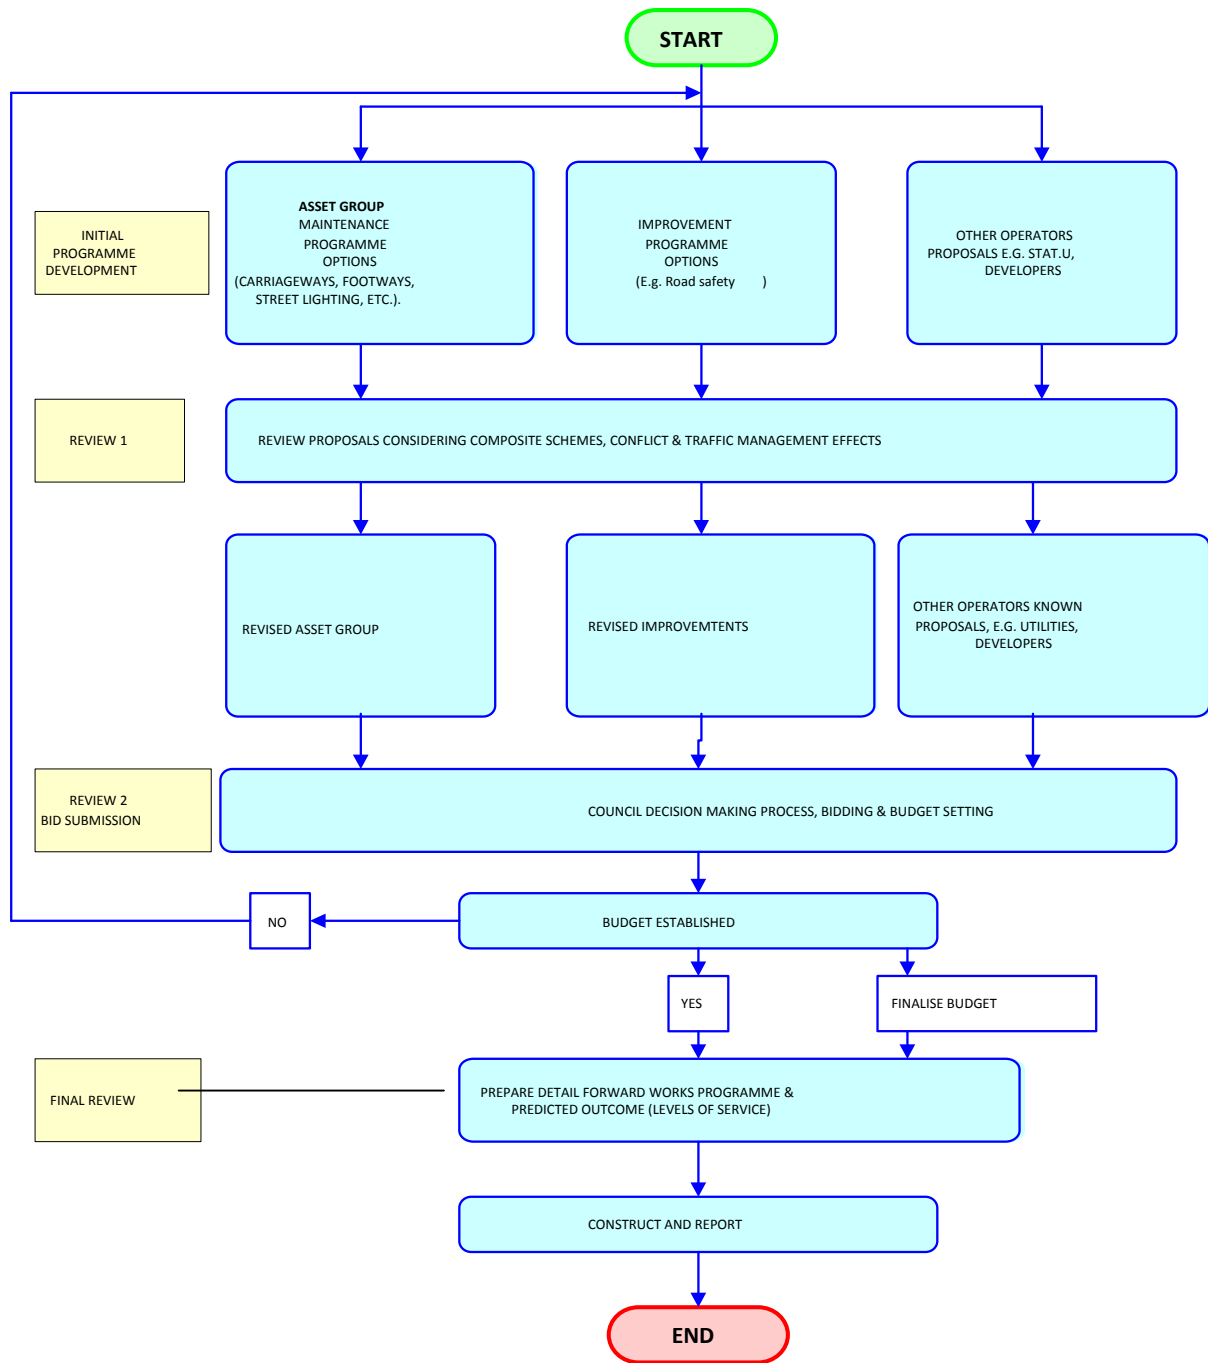 START
INITIAL
PROGRAMME
DEVELOPMENT
ASSET GROUP
MAINTENANCE
PROGRAMME
OPTIONS
(CARRIAGEWAYS, FOOTWAYS,
STREET LIGHTING, ETC.).
IMPROVEMENT
PROGRAMME
OPTIONS
(E.g. Road safety )
OTHER OPERATORS
PROPOSALS E.G. STAT.U,
DEVELOPERS
REVIEW 1
REVIEW PROPOSALS CONSIDERING COMPOSITE SCHEMES, CONFLICT & TRAFFIC MANAGEMENT EFFECTS
REVISED ASSET GROUP
REVISED IMPROVEMTENTS
OTHER OPERATORS KNOWN
PROPOSALS, E.G. UTILITIES,
DEVELOPERS
REVIEW 2
BID SUBMISSION
COUNCIL DECISION MAKING PROCESS, BIDDING & BUDGET SETTING
NO
BUDGET ESTABLISHED
YES
FINALISE BUDGET
FINAL REVIEW
PREPARE DETAIL FORWARD WORKS PROGRAMME &
PREDICTED OUTCOME (LEVELS OF SERVICE)
CONSTRUCT AND REPORT
END